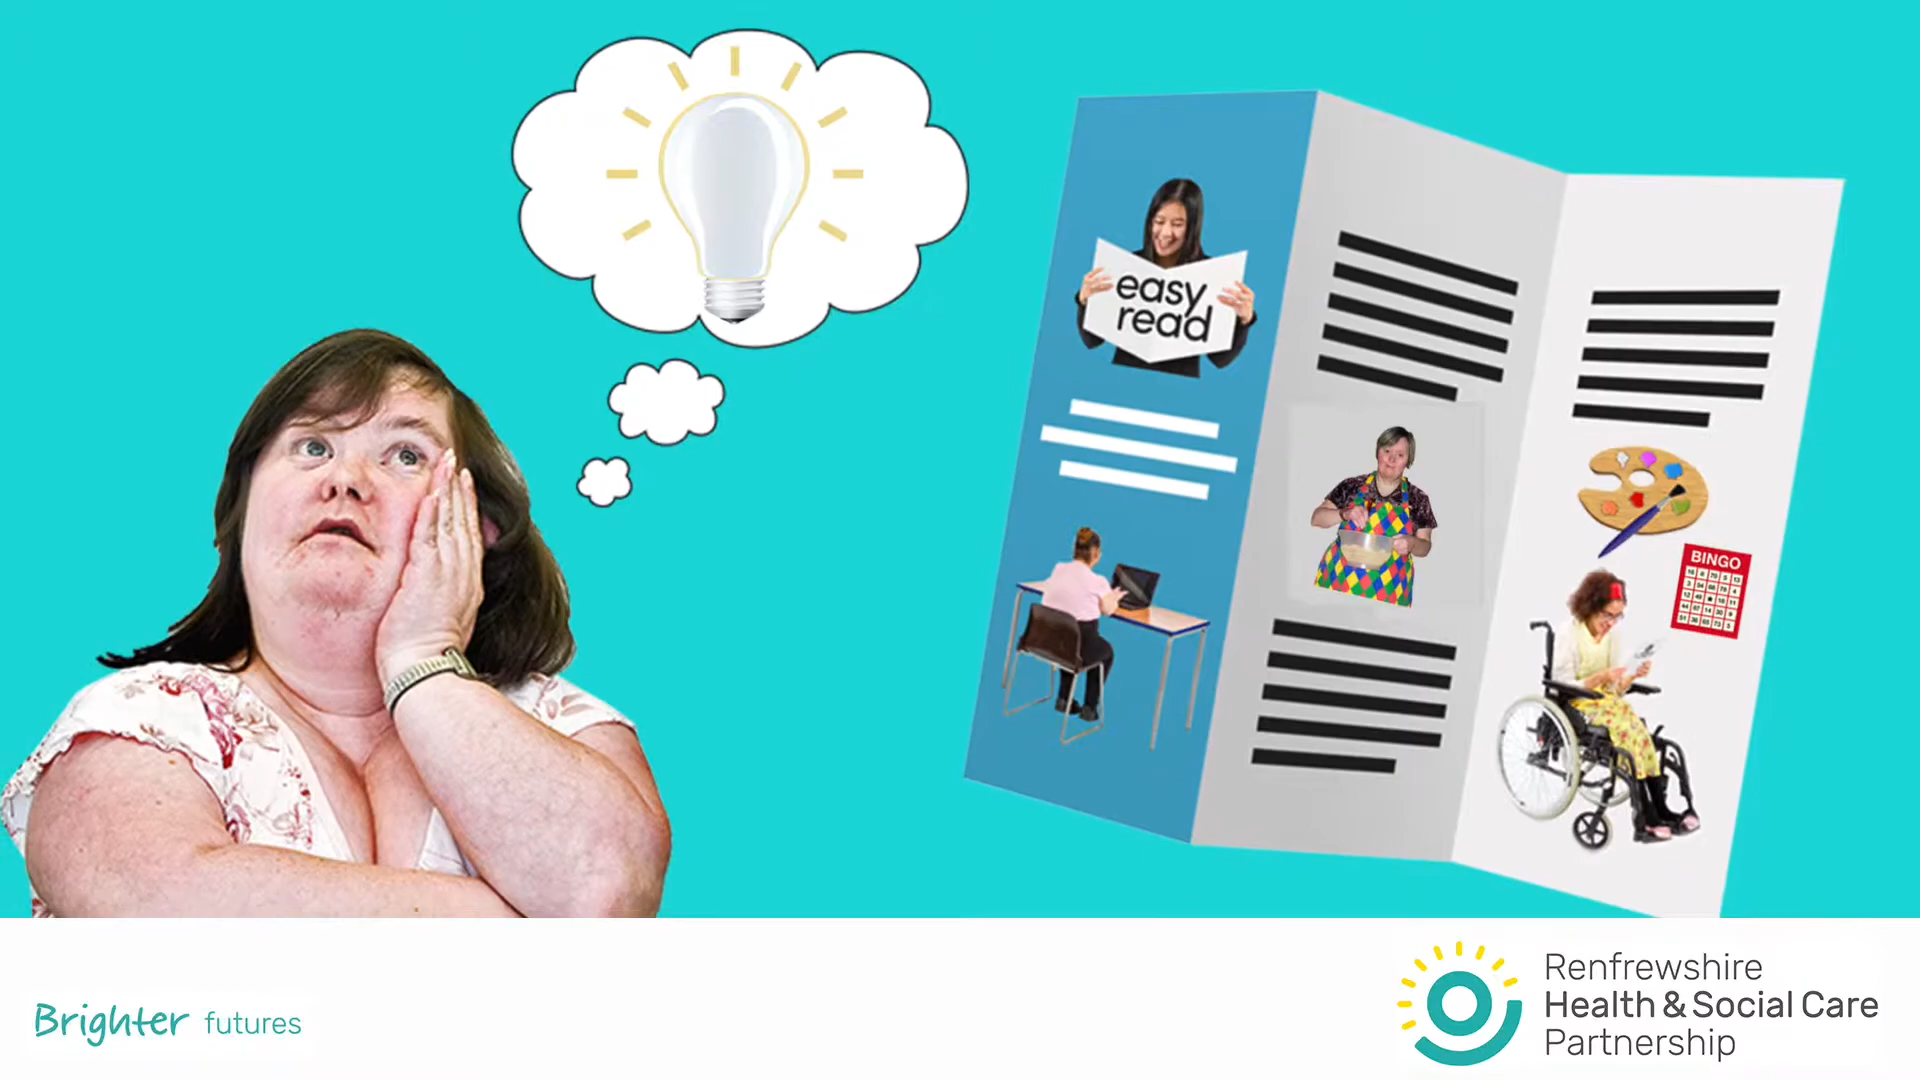 easy
read
BINGO
Brighter futures
Renfrewshire
Health & Social Care
Partnership